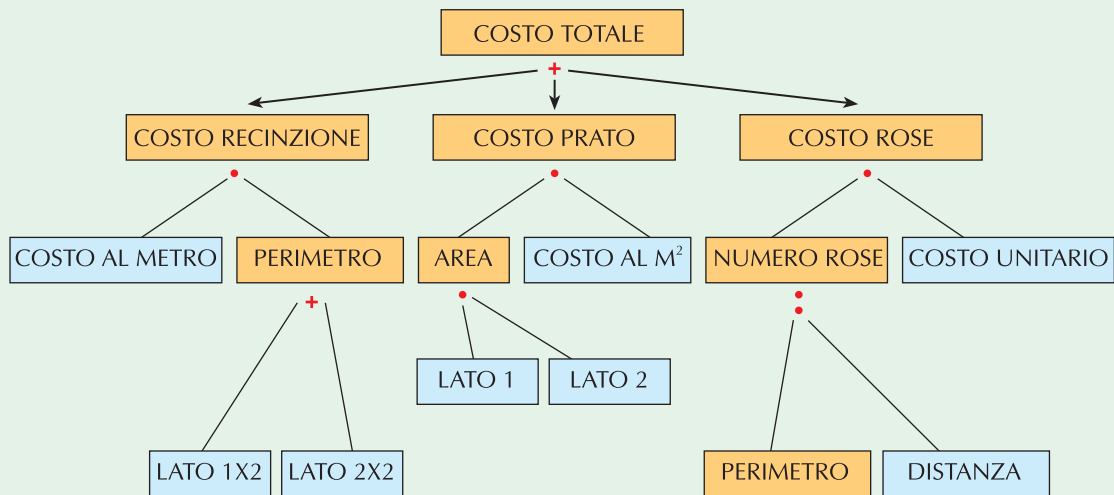 COSTO TOTALE
+
COSTO RECINZIONE
COSTO PRATO
COSTO ROSE
•
•
•
COSTO AL METRO
PERIMETRO
AREA
COSTO AL M²
NUMERO ROSE
COSTO UNITARIO
+
•
:
LATO 1
LATO 2
LATO 1X2
LATO 2X2
PERIMETRO
DISTANZA